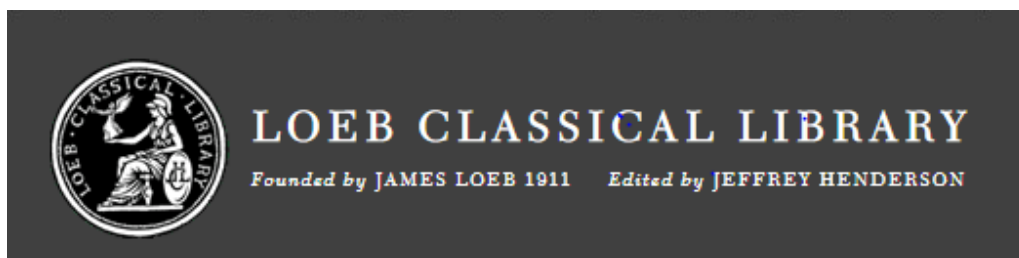 LOEB · CLASSICAL · LIBRARY
LOEB CLASSICAL LIBRARY
Founded by JAMES LOEB 1911 Edited by JEFFREY HENDERSON